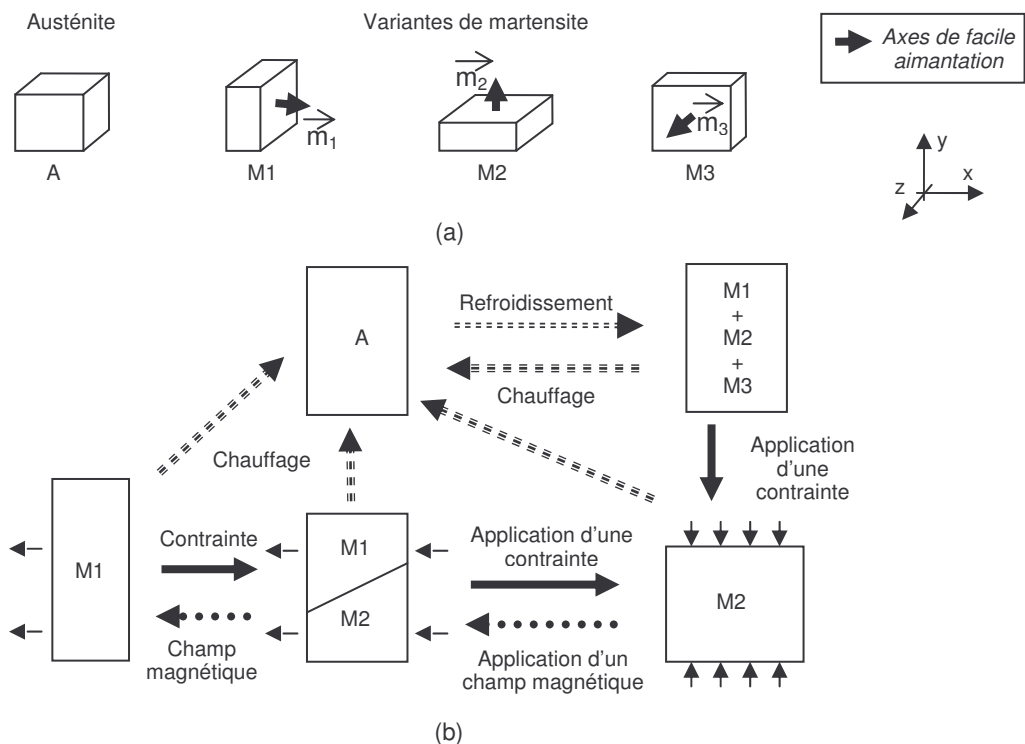 Austénite
Variantes de martensite
Axes de facile
aimantation
m1
m2
m3
A
M1
M2
M3
y
z
x
(a)
A
Refroidissement
Chauffage
M1
+
M2
+
M3
Chauffage
Application
d'une
contrainte
M1
Contrainte
Champ
magnétique
M1
M2
Application d'une
contrainte
Application d'un
champ magnétique
M2
(b)